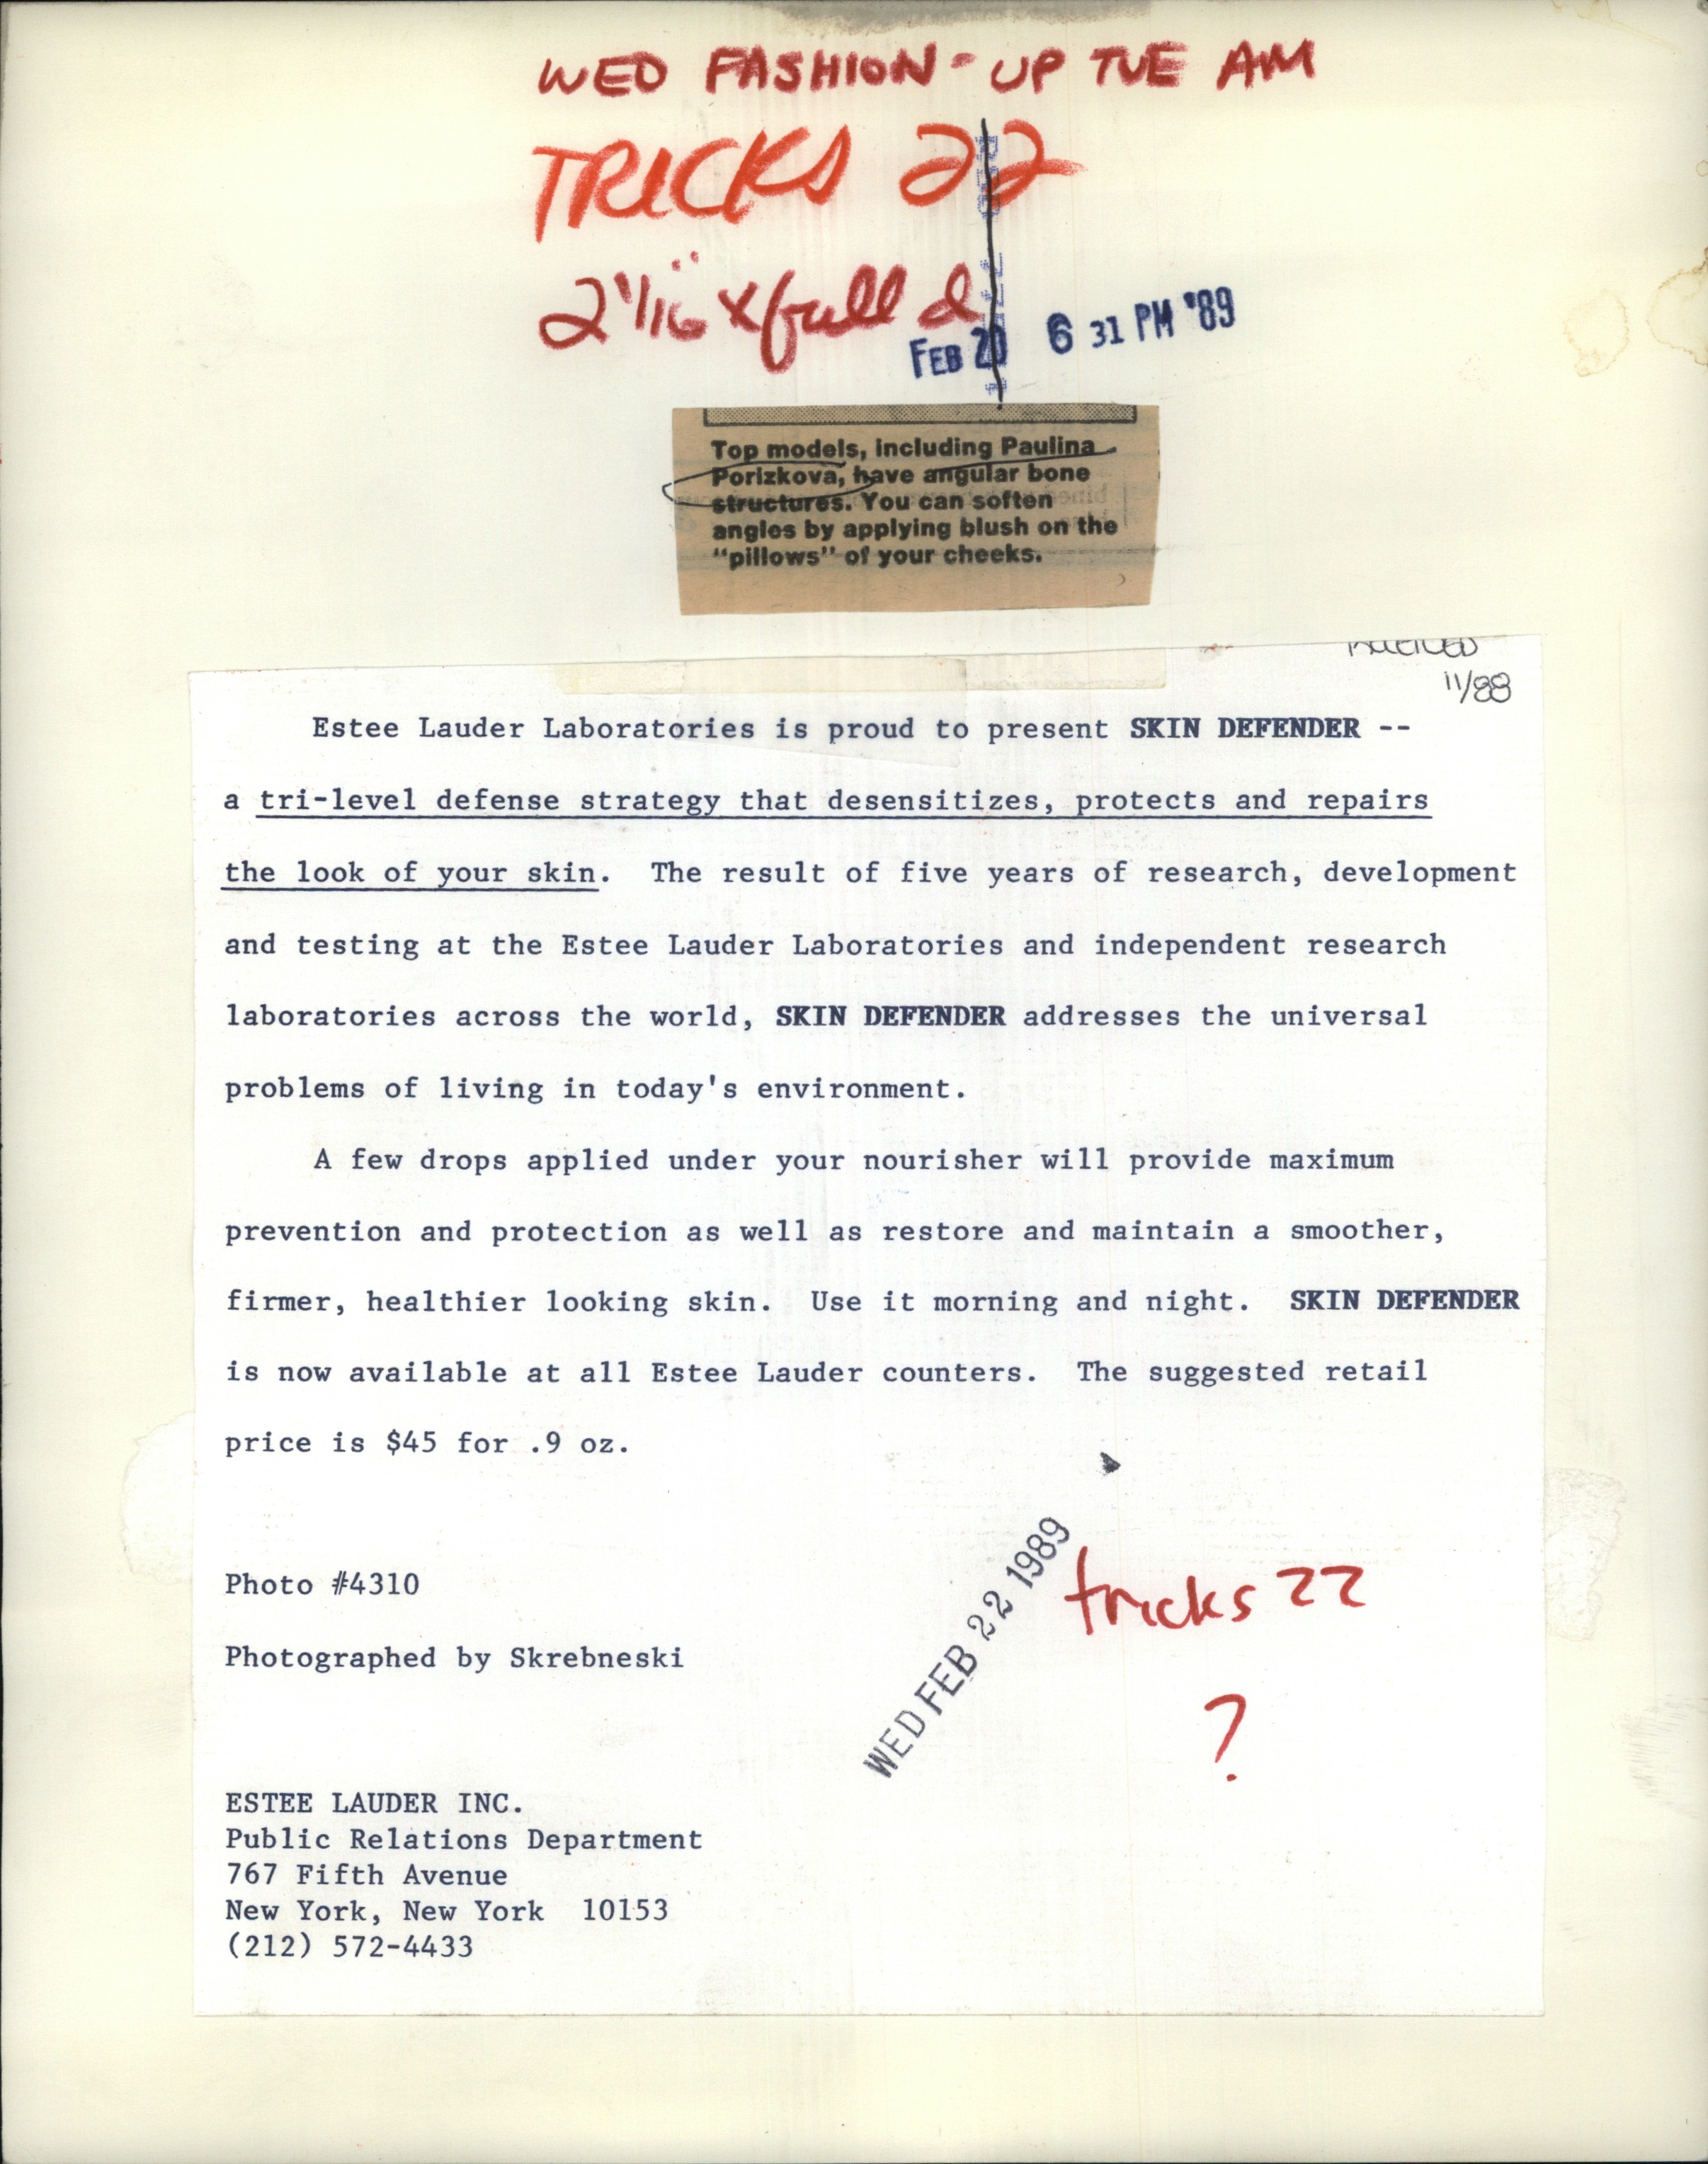 WED FASHION - UP TUE AM
TRICKS 22
2 1/16" x full d
FEB 20 6 31 PM '89
Top models, including Paulina
Porizkova, have angular bone
structures. You can soften
angles by applying blush on the
"pillows" of your cheeks.
11/88
Estee Lauder Laboratories is proud to present SKIN DEFENDER --
a tri-level defense strategy that desensitizes, protects and repairs
the look of your skin. The result of five years of research, development
and testing at the Estee Lauder Laboratories and independent research
laboratories across the world, SKIN DEFENDER addresses the universal
problems of living in today's environment.
A few drops applied under your nourisher will provide maximum
prevention and protection as well as restore and maintain a smoother,
firmer, healthier looking skin. Use it morning and night. SKIN DEFENDER
is now available at all Estee Lauder counters. The suggested retail
price is $45 for .9 oz.
Photo #4310
Photographed by Skrebneski
WED FEB 22 1989
tricks 22
?
ESTEE LAUDER INC.
Public Relations Department
767 Fifth Avenue
New York, New York 10153
(212) 572-4433